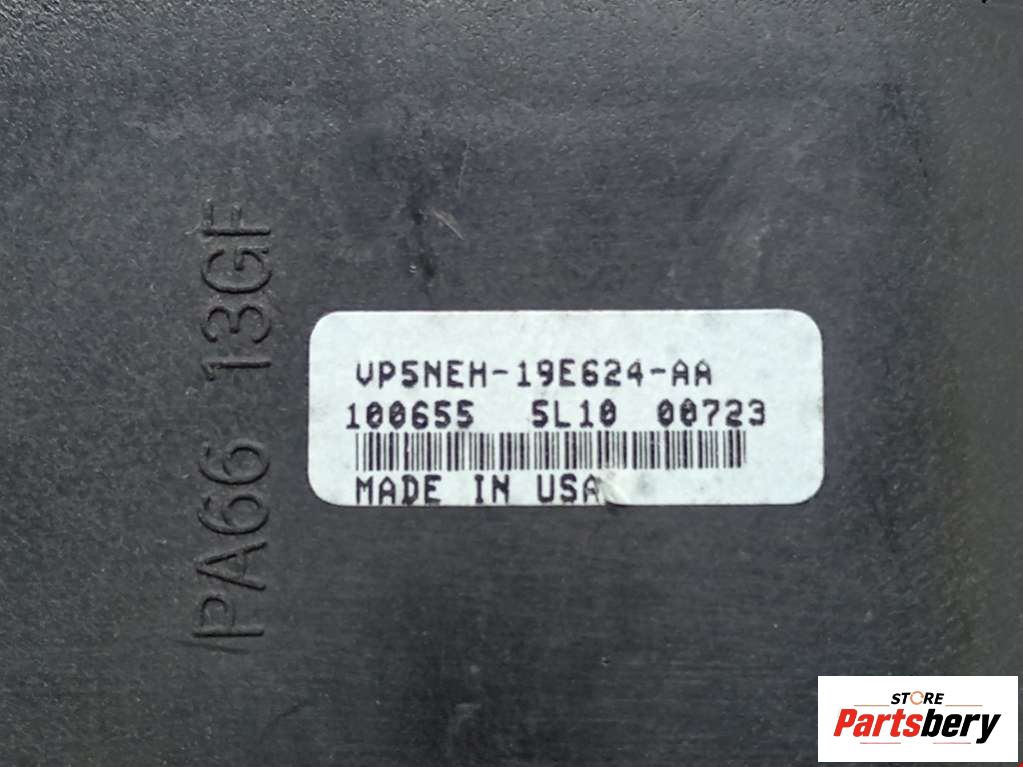 PA66 13GF
VP5NEH-19E624-AA
100655 5L10 00723
MADE IN USA
STORE
Partsbery